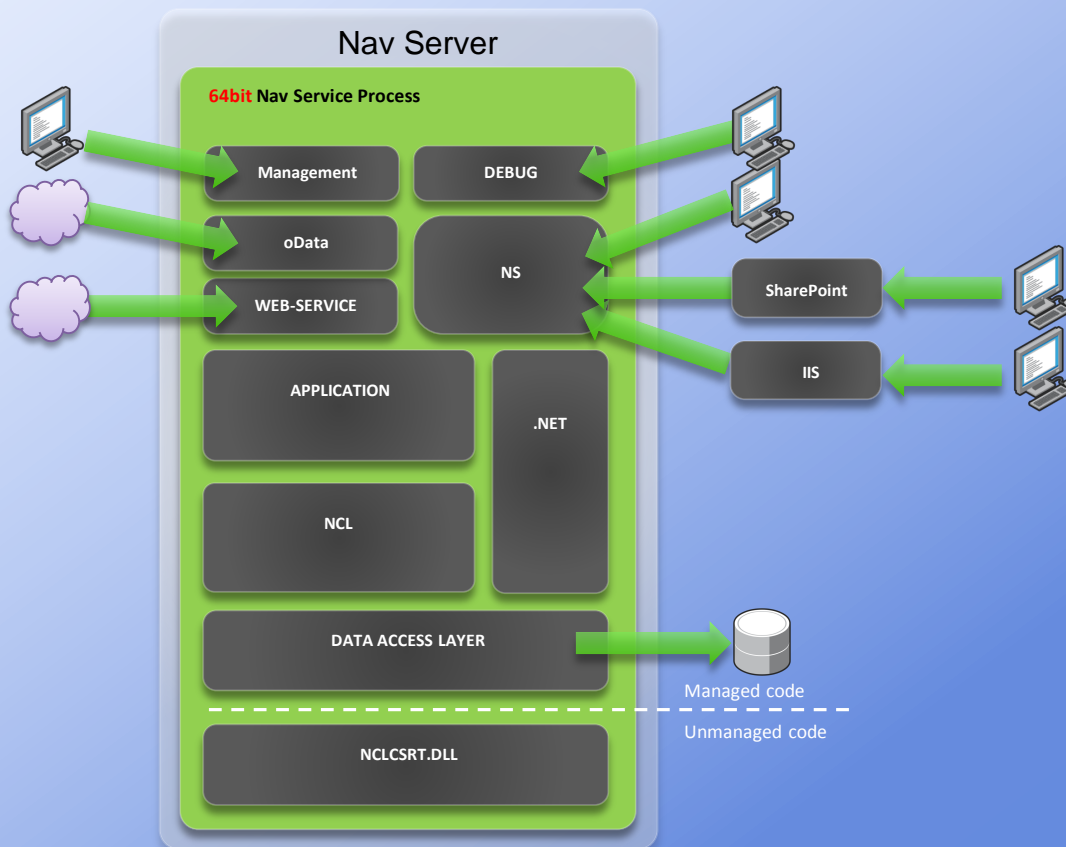 Nav Server
64bit Nav Service Process
Management
DEBUG
oData
NS
WEB-SERVICE
SharePoint
IIS
APPLICATION
.NET
NCL
DATA ACCESS LAYER
Managed code
Unmanaged code
NCLCSRT.DLL